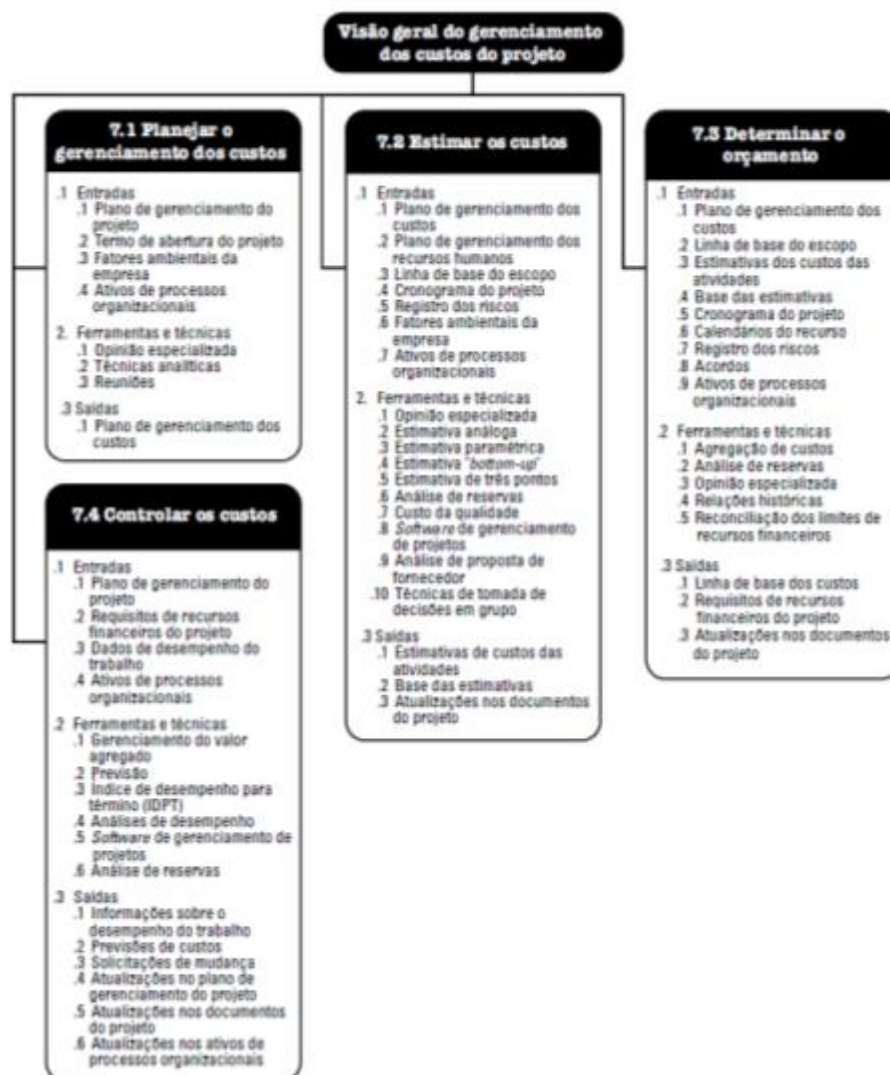 Visão geral do gerenciamento
dos custos do projeto
7.1 Planejar o
gerenciamento dos custos
.1 Entradas
.1 Plano de gerenciamento do
projeto
.2 Termo de abertura do projeto
.3 Fatores ambientais da
empresa
.4 Ativos de processos
organizacionais
2. Ferramentas e técnicas
.1 Opinião especializada
.2 Técnicas analíticas
.3 Reuniões
.3 Saídas
.1 Plano de gerenciamento dos
custos
7.2 Estimar os custos
.1 Entradas
.1 Plano de gerenciamento dos
custos
.2 Plano de gerenciamento dos
recursos humanos
.3 Linha de base do escopo
.4 Cronograma do projeto
.5 Registro dos riscos
.6 Fatores ambientais da
empresa
.7 Ativos de processos
organizacionais
2. Ferramentas e técnicas
.1 Opinião especializada
.2 Estimativa análoga
.3 Estimativa paramétrica
.4 Estimativa "bottom-up"
.5 Estimativa de três pontos
.6 Análise de reservas
.7 Custo da qualidade
.8 Software de gerenciamento
de projetos
.9 Análise de proposta de
fornecedor
.10 Técnicas de tomada de
decisões em grupo
.3 Saídas
.1 Estimativas de custos das
atividades
.2 Base das estimativas
.3 Atualizações nos documentos
do projeto
7.3 Determinar o
orçamento
.1 Entradas
.1 Plano de gerenciamento dos
custos
.2 Linha de base do escopo
.3 Estimativas dos custos das
atividades
.4 Base das estimativas
.5 Cronograma do projeto
.6 Calendários do recurso
.7 Registro dos riscos
.8 Acordos
.9 Ativos de processos
organizacionais
.2 Ferramentas e técnicas
.1 Agregação de custos
.2 Análise de reservas
.3 Opinião especializada
.4 Relações históricas
.5 Reconciliação dos limites de
recursos financeiros
.3 Saídas
.1 Linha de base dos custos
.2 Requisitos de recursos
financeiros do projeto
.3 Atualizações nos documentos
do projeto
7.4 Controlar os custos
.1 Entradas
.1 Plano de gerenciamento do
projeto
.2 Requisitos de recursos
financeiros do projeto
.3 Dados de desempenho do
trabalho
.4 Ativos de processos
organizacionais
.2 Ferramentas e técnicas
.1 Gerenciamento do valor
agregado
.2 Previsão
.3 Índice de desempenho para
término (IDPT)
.4 Análises de desempenho
.5 Software de gerenciamento de
projetos
.6 Análise de reservas
.3 Saídas
.1 Informações sobre o
desempenho do trabalho
.2 Previsões de custos
.3 Solicitações de mudança
.4 Atualizações no plano de
gerenciamento do projeto
.5 Atualizações nos documentos
do projeto
.6 Atualizações nos ativos de
processos organizacionais